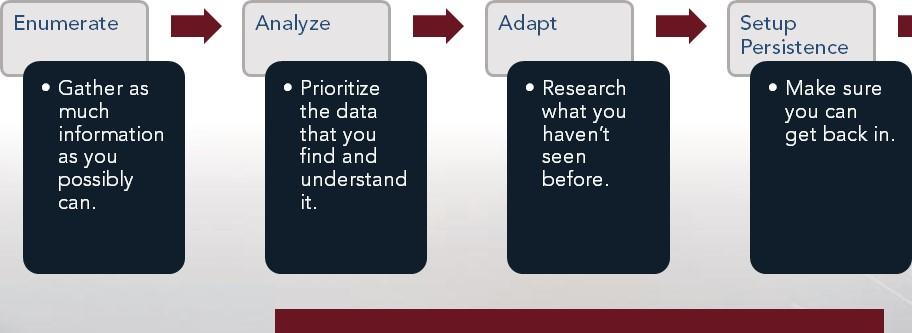 Enumerate
• Gather as
much
information
as you
possibly
can.
Analyze
• Prioritize
the data
that you
find and
understand
it.
Adapt
• Research
what you
haven't
seen
before.
Setup
Persistence
• Make sure
you can
get back in.